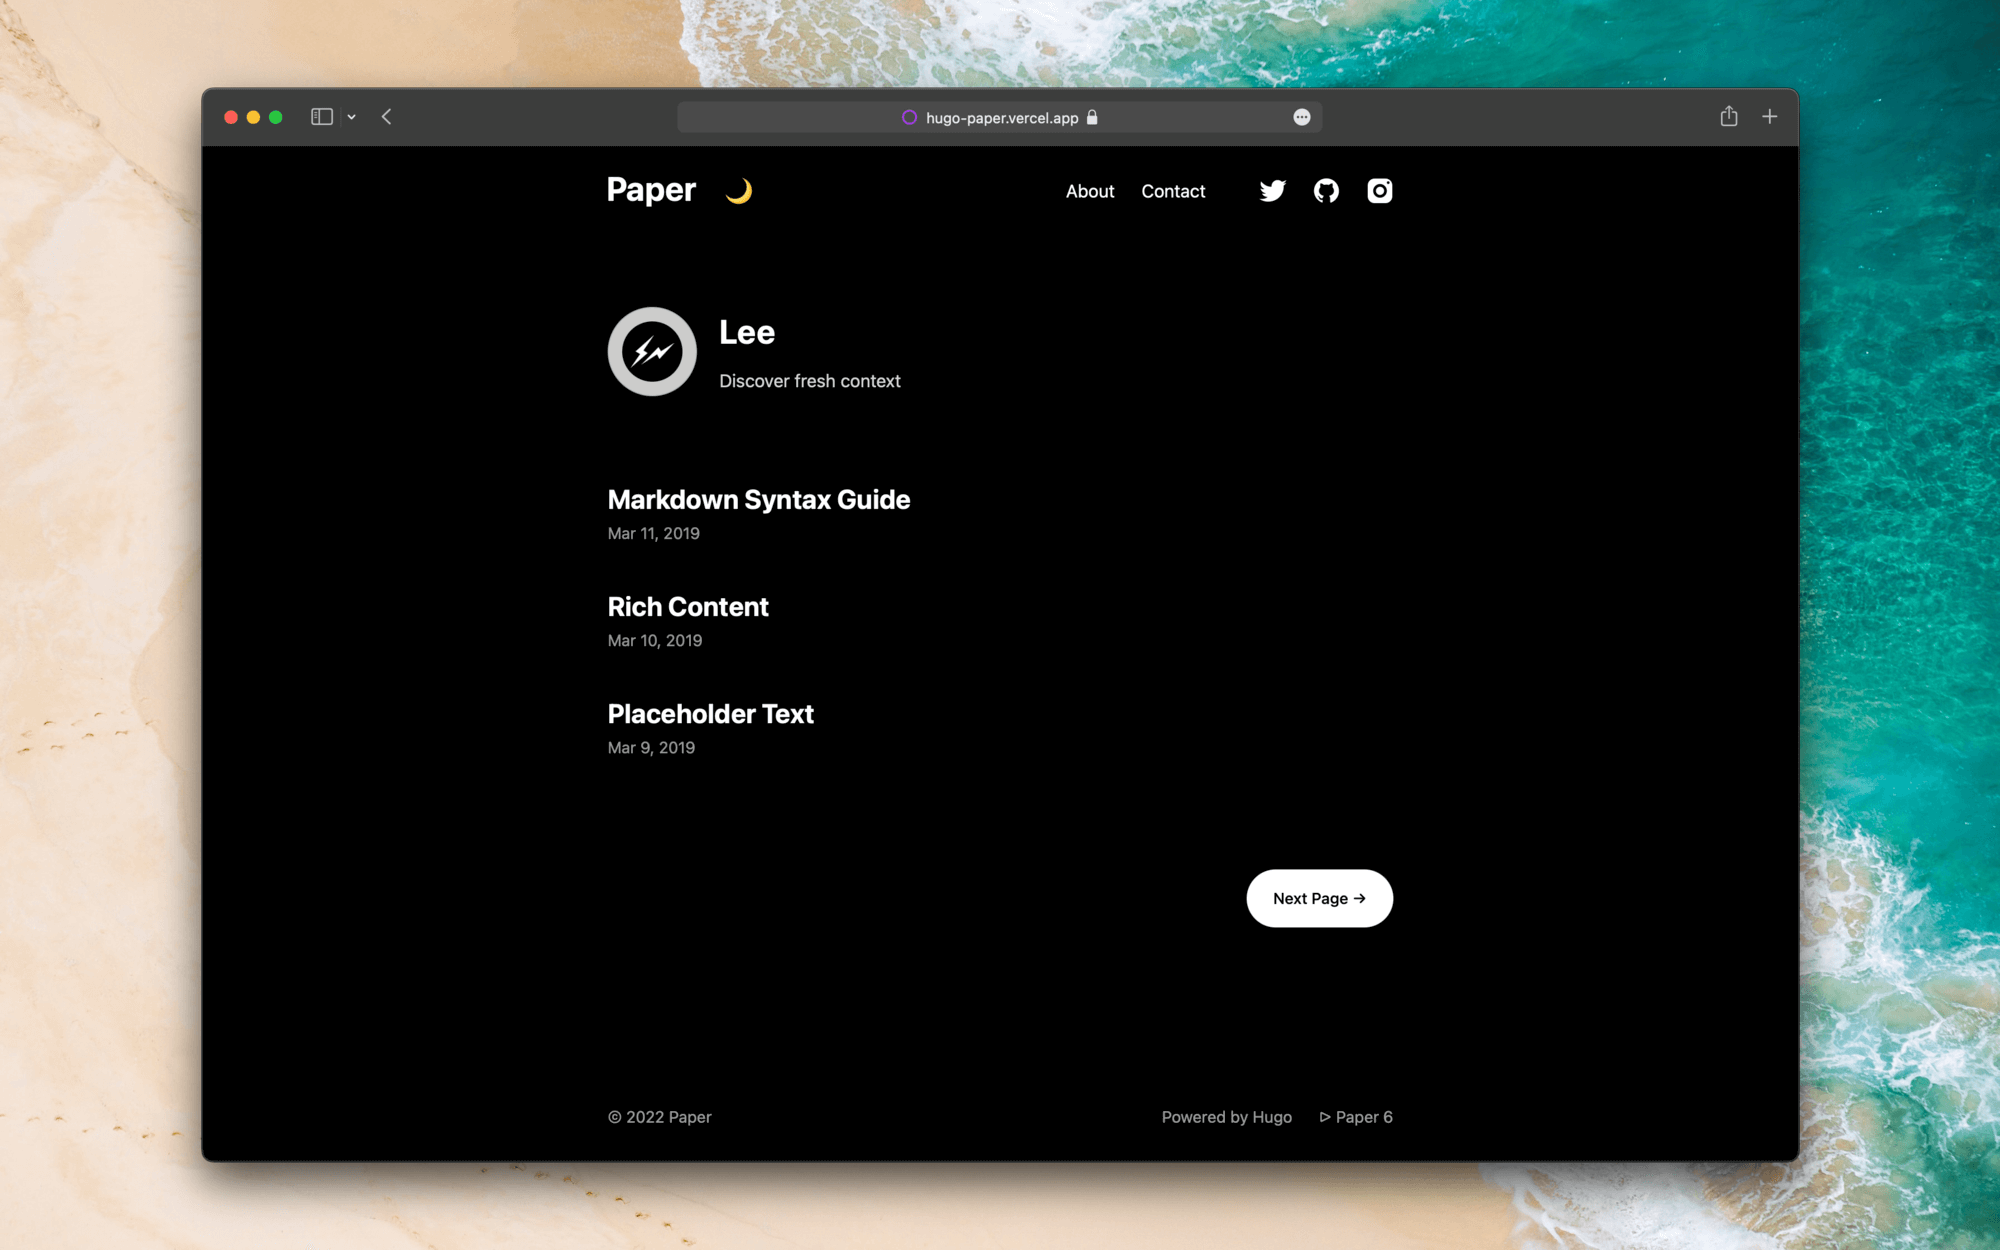 hugo-paper.vercel.app
Paper
About Contact
Lee
Discover fresh context
Markdown Syntax Guide
Mar 11, 2019
Rich Content
Mar 10, 2019
Placeholder Text
Mar 9, 2019
Next Page →
© 2022 Paper
Powered by Hugo ▷ Paper 6